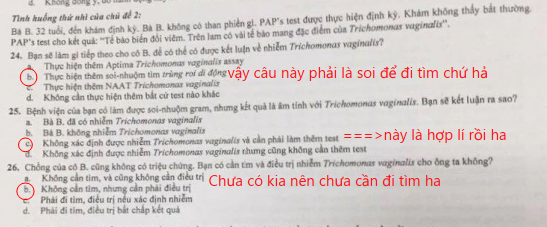 d. Không đồng ý, do
Tình huống thứ nhì của chủ đề 2:
Bà B. 32 tuổi, đến khám định kỳ. Bà B. không có than phiền gì. PAP's test được thực hiện định kỳ. Khám không thấy bất thường.
PAP's test cho kết quả: "Tế bào biến đổi viêm. Trên lam có vài tế bào mang đặc điểm của Trichomonas vaginalis".
24. Bạn sẽ làm gì tiếp theo cho cô B. để có thể có được kết luận về nhiễm Trichomonas vaginalis?
a. Thực hiện thêm Aptima Trichomonas vaginalis assay
b. Thực hiện thêm soi-nhuộm tìm trùng roi di động vậy câu này phải là soi để đi tìm chứ hả
c. Thực hiện thêm NAAT Trichomonas vaginalis
d. Không cần thực hiện thêm bất cứ test nào khác
25. Bệnh viện của bạn có làm được soi-nhuộm gram, nhưng kết quả là âm tính với Trichomonas vaginalis. Bạn sẽ kết luận ra sao?
a. Bà B. đã có nhiễm Trichomonas vaginalis
b. Bà B. không nhiễm Trichomonas vaginalis
c. Không xác định được nhiễm Trichomonas vaginalis và cần phải làm thêm test ===>này là hợp lí rồi ha
d. Không xác định được nhiễm Trichomonas vaginalis nhưng cũng không cần thêm test
26. Chồng của cô B. cũng không có triệu chứng. Bạn có cần tìm và điều trị nhiễm Trichomonas vaginalis cho ông ta không?
a. Không cần tìm, và cũng không cần điều trị Chưa có kia nên chưa cần đi tìm ha
b. Không cần tìm, nhưng cần phải điều trị
c. Phải đi tìm, điều trị nếu xác định nhiễm
d. Phải đi tìm, điều trị bất chấp kết quả